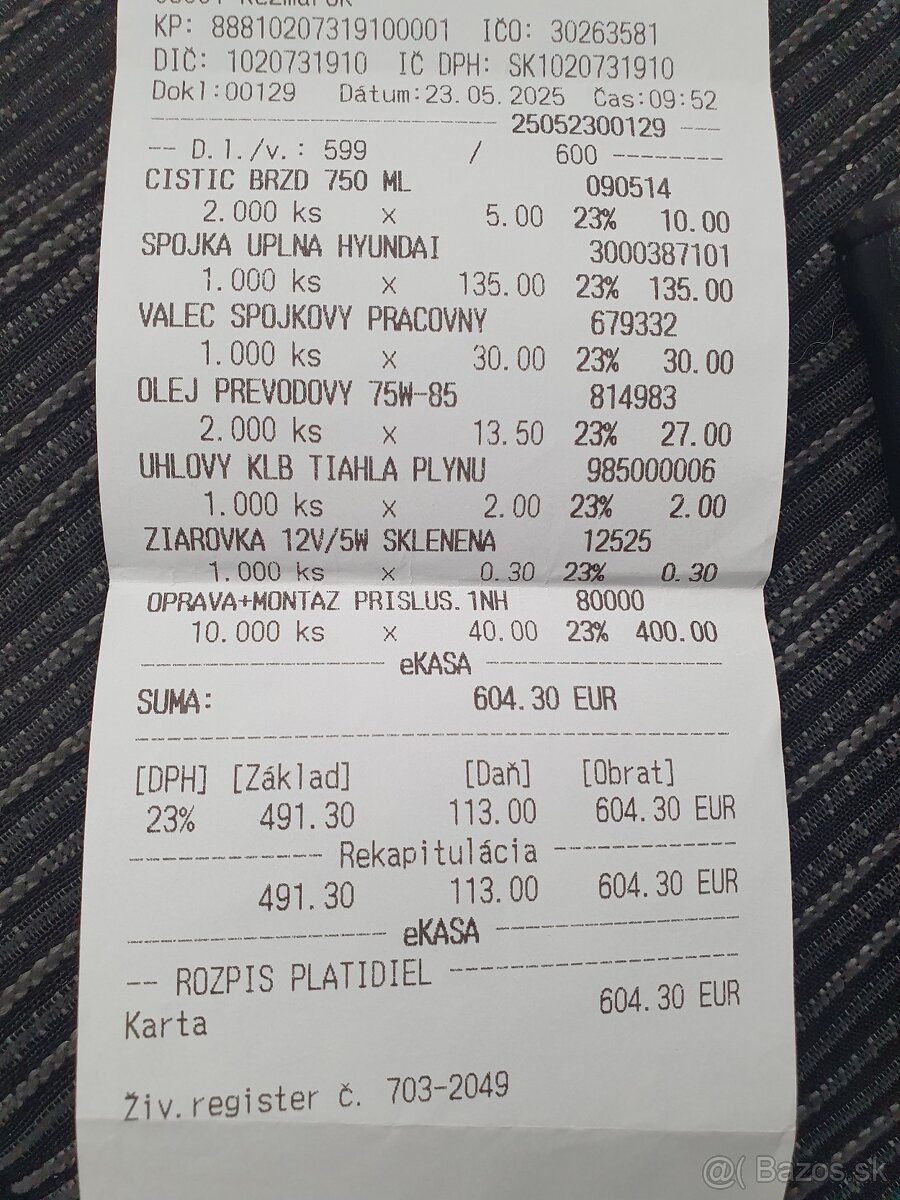 KP: 88810207319100001 IČO: 30263581
DIČ: 1020731910 IČ DPH: SK1020731910
Dokl:00129 Dátum:23.05.2025 Čas:09:52
25052300129
-- D.l./v.: 599 / 600 --------
CISTIC BRZD 750 ML 090514
2.000 ks x 5.00 23% 10.00
SPOJKA UPLNA HYUNDAI 3000387101
1.000 ks x 135.00 23% 135.00
VALEC SPOJKOVY PRACOVNY 679332
1.000 ks x 30.00 23% 30.00
OLEJ PREVODOVY 75W-85 814983
2.000 ks x 13.50 23% 27.00
UHLOVY KLB TIAHLA PLYNU 985000006
1.000 ks x 2.00 23% 2.00
ZIAROVKA 12V/5W SKLENENA 12525
1.000 ks x 0.30 23% 0.30
OPRAVA+MONTAZ PRISLUS.1NH 80000
10.000 ks x 40.00 23% 400.00
eKASA
SUMA: 604.30 EUR
[DPH] [Základ] [Daň] [Obrat]
23% 491.30 113.00 604.30 EUR
Rekapitulácia
491.30 113.00 604.30 EUR
eKASA
-- ROZPIS PLATIDIEL
Karta 604.30 EUR
Živ.register č. 703-2049
@( Bazos.sk